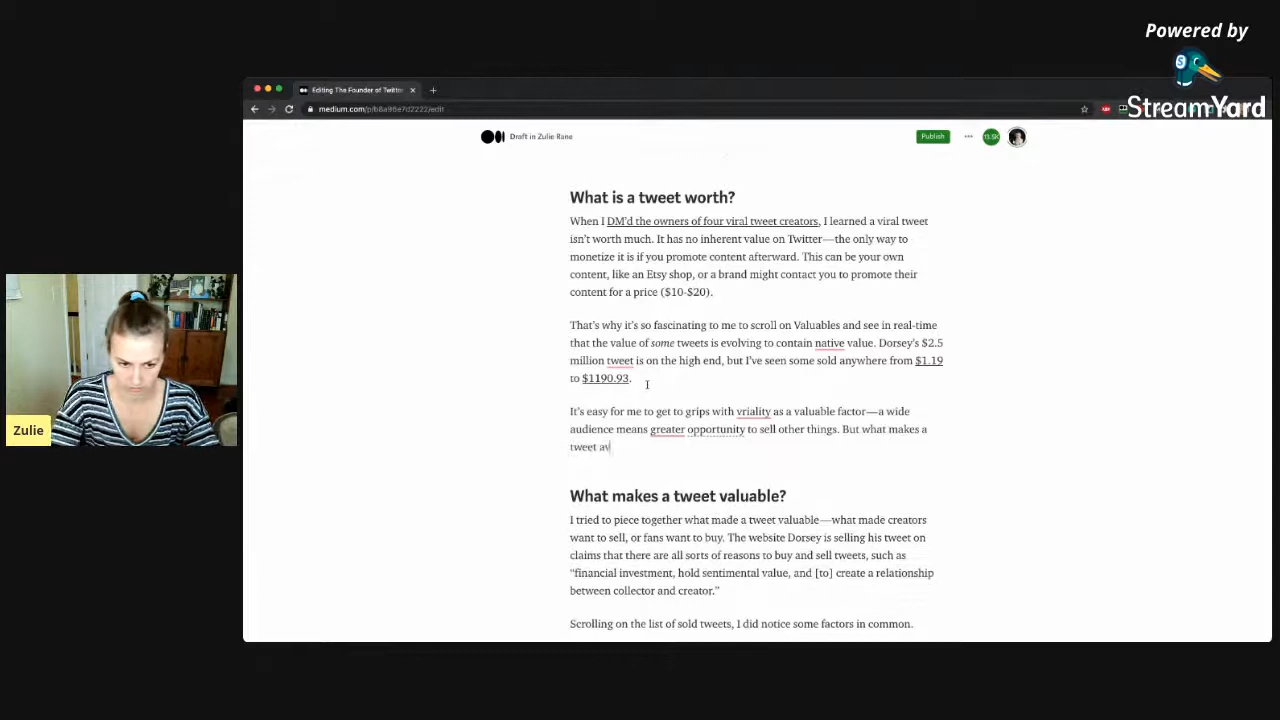 Powered by
StreamYard
Editing The Founder of Twitter
medium.com/p/b8a96e7d2222/edit
Draft in Zulie Rane
Publish
What is a tweet worth?
When I DM'd the owners of four viral tweet creators, I learned a viral tweet
isn't worth much. It has no inherent value on Twitter—the only way to
monetize it is if you promote content afterward. This can be your own
content, like an Etsy shop, or a brand might contact you to promote their
content for a price ($10-$20).
That's why it's so fascinating to me to scroll on Valuables and see in real-time
that the value of some tweets is evolving to contain native value. Dorsey's $2.5
million tweet is on the high end, but I've seen some sold anywhere from $1.19
to $1190.93.
It's easy for me to get to grips with vriality as a valuable factor—a wide
audience means greater opportunity to sell other things. But what makes a
tweet av
Zulie
What makes a tweet valuable?
I tried to piece together what made a tweet valuable—what made creators
want to sell, or fans want to buy. The website Dorsey is selling his tweet on
claims that there are all sorts of reasons to buy and sell tweets, such as
"financial investment, hold sentimental value, and [to] create a relationship
between collector and creator."
Scrolling on the list of sold tweets, I did notice some factors in common.